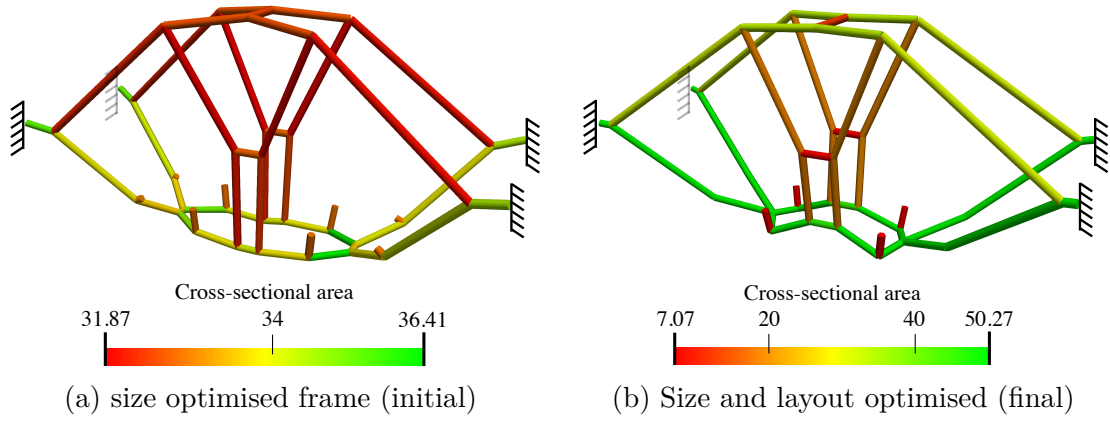 Cross-sectional area
31.87 34 36.41
(a) size optimised frame (initial)
Cross-sectional area
7.07 20 40 50.27
(b) Size and layout optimised (final)